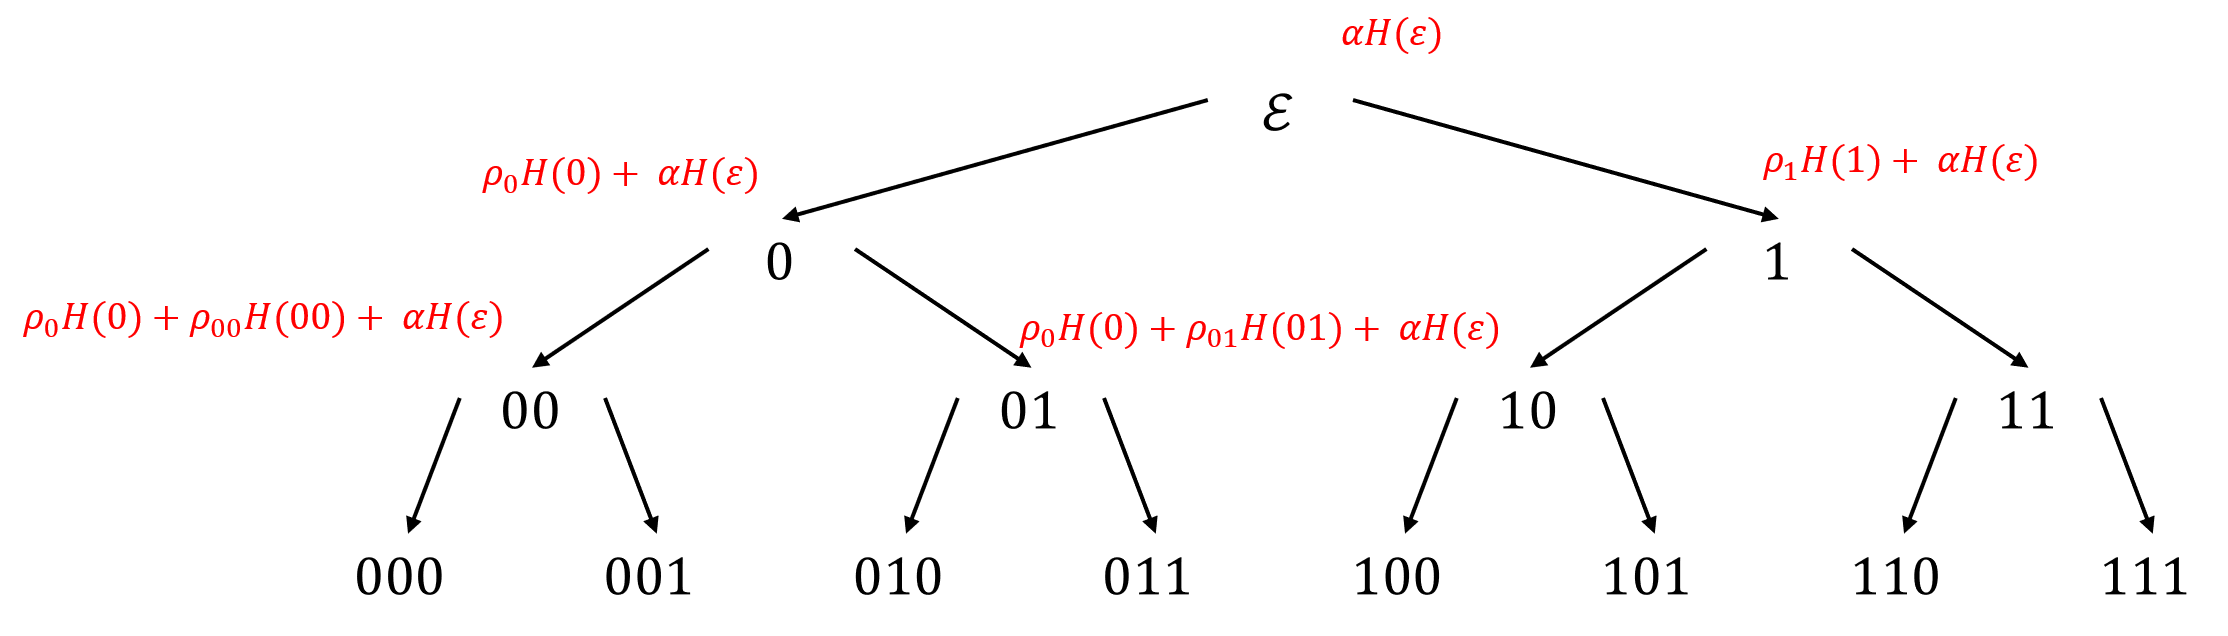 αH(ε)
ℰ
ρ₀H(0) + αH(ε)
ρ₁H(1) + αH(ε)
0
1
ρ₀H(0) + ρ₀₀H(00) + αH(ε)
ρ₀H(0) + ρ₀₁H(01) + αH(ε)
00
01
10
11
000
001
010
011
100
101
110
111